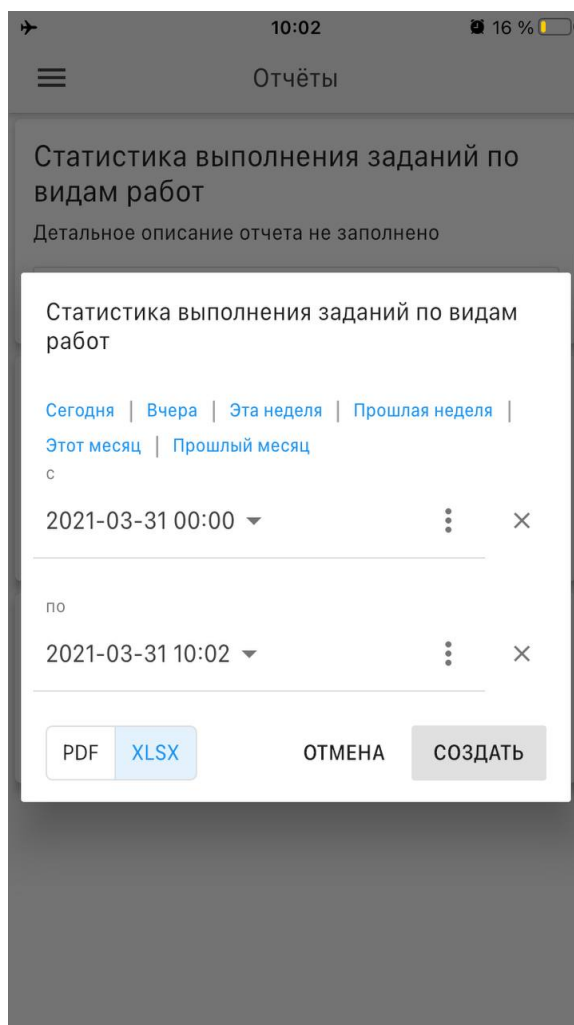 10:02 16 %
Отчёты
Статистика выполнения заданий по
видам работ
Детальное описание отчета не заполнено
Статистика выполнения заданий по видам
работ
Сегодня | Вчера | Эта неделя | Прошлая неделя |
Этот месяц | Прошлый месяц
с
2021-03-31 00:00
по
2021-03-31 10:02
PDF XLSX ОТМЕНА СОЗДАТЬ